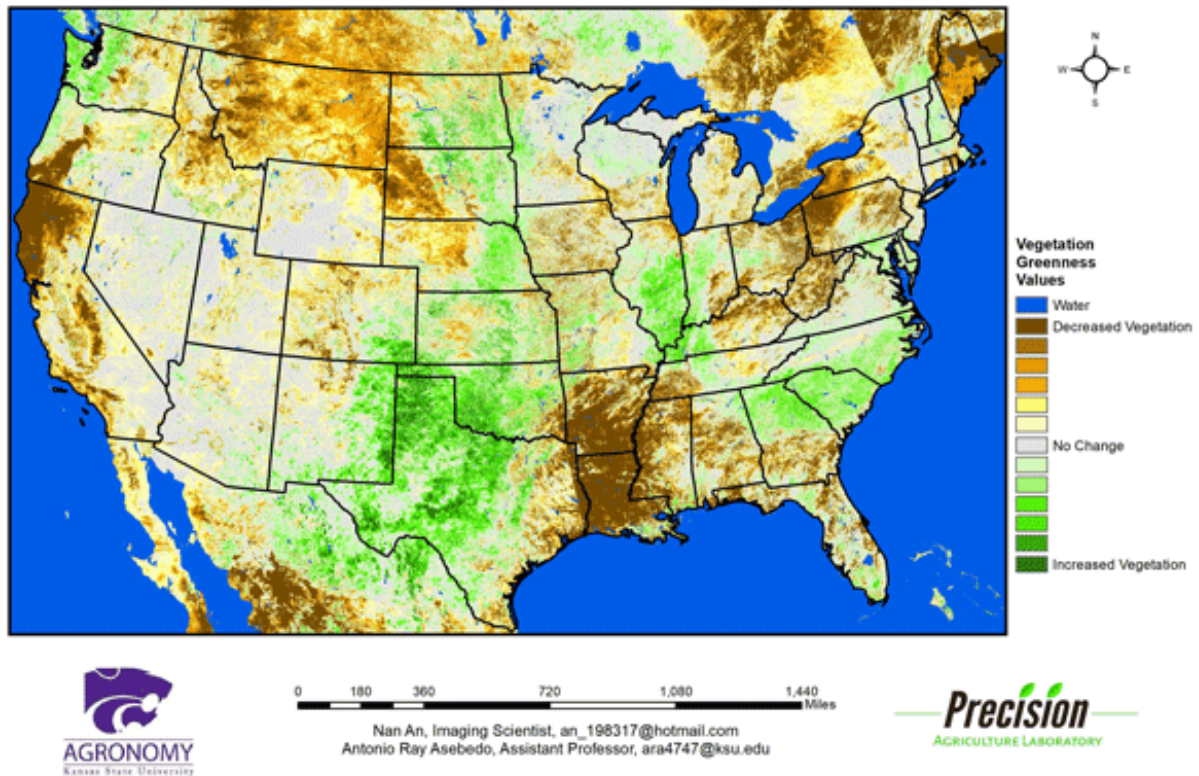 N
W E
S
Vegetation
Greenness
Values
Water
Decreased Vegetation
No Change
Increased Vegetation
0 180 360 720 1,080 1,440
Miles
Nan An, Imaging Scientist, an_198317@hotmail.com
Antonio Ray Asebedo, Assistant Professor, ara4747@ksu.edu
AGRONOMY
Kansas State University
Precision
AGRICULTURE LABORATORY